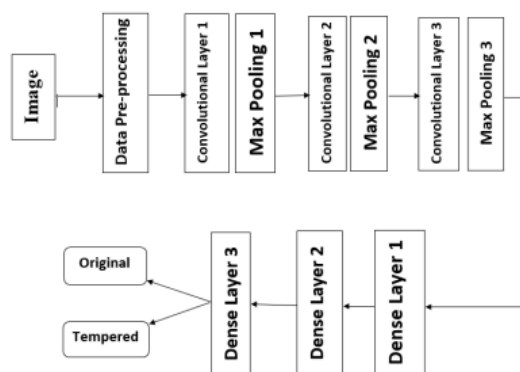 Image
Data Pre-processing
Convolutional Layer 1
Max Pooling 1
Convolutional Layer 2
Max Pooling 2
Convolutional Layer 3
Max Pooling 3
Dense Layer 1
Dense Layer 2
Dense Layer 3
Original
Tempered